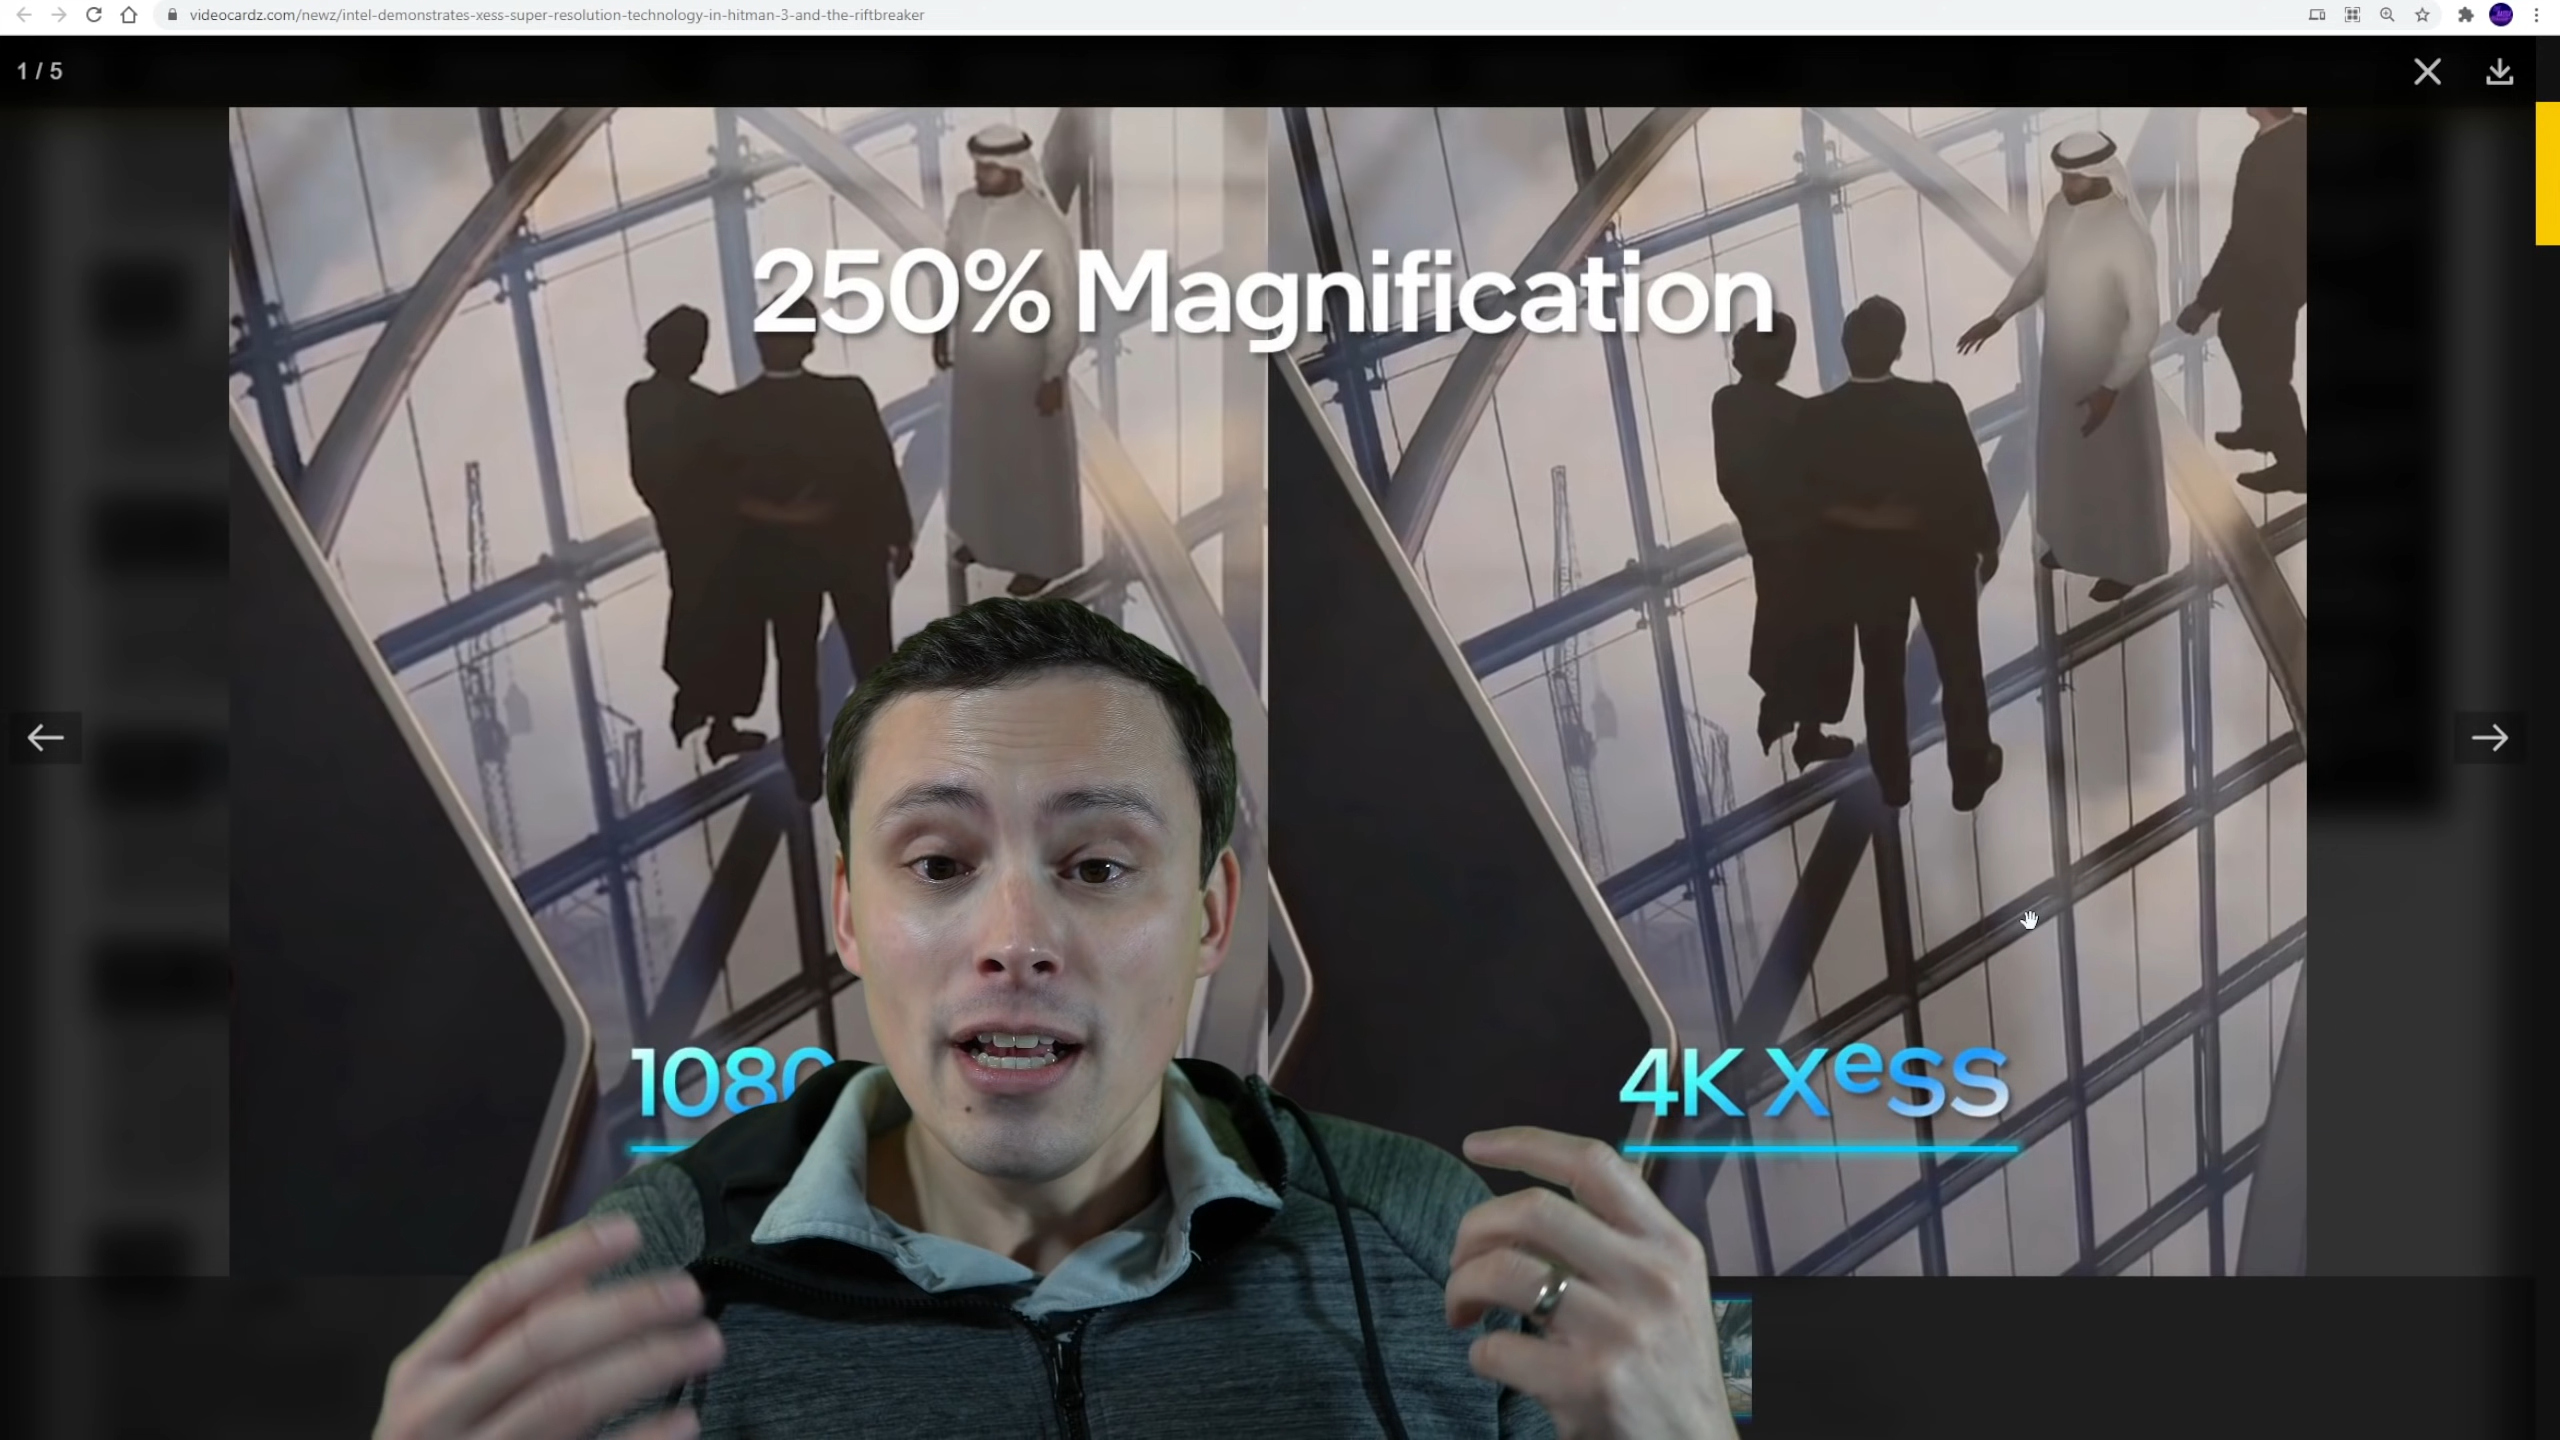 videocardz.com/newz/intel-demonstrates-xess-super-resolution-technology-in-hitman-3-and-the-riftbreaker
1 / 5
250% Magnification
1080
4K XeSS